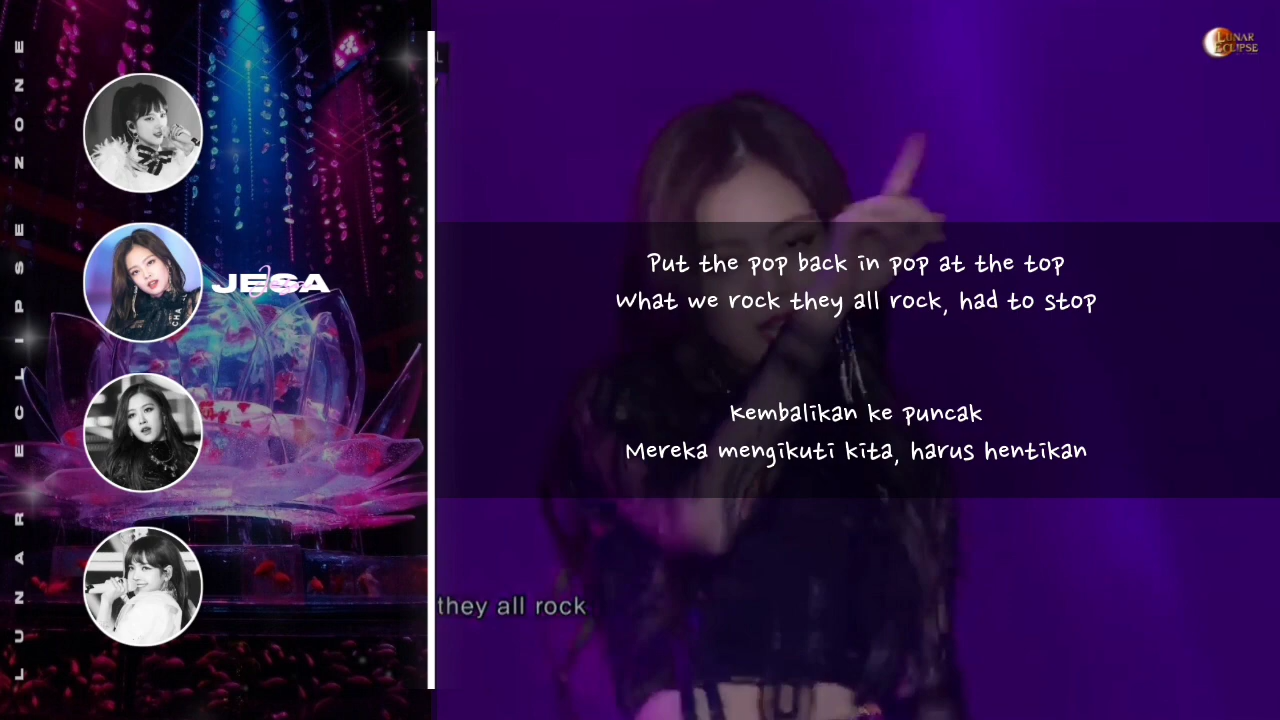 LUNAR ECLIPSE ZONE
JESA
CHA
L
Put the pop back in pop at the top
What we rock they all rock, had to stop
Kembalikan ke puncak
Mereka mengikuti kita, harus hentikan
they all rock
LUNAR
ECLIPSE